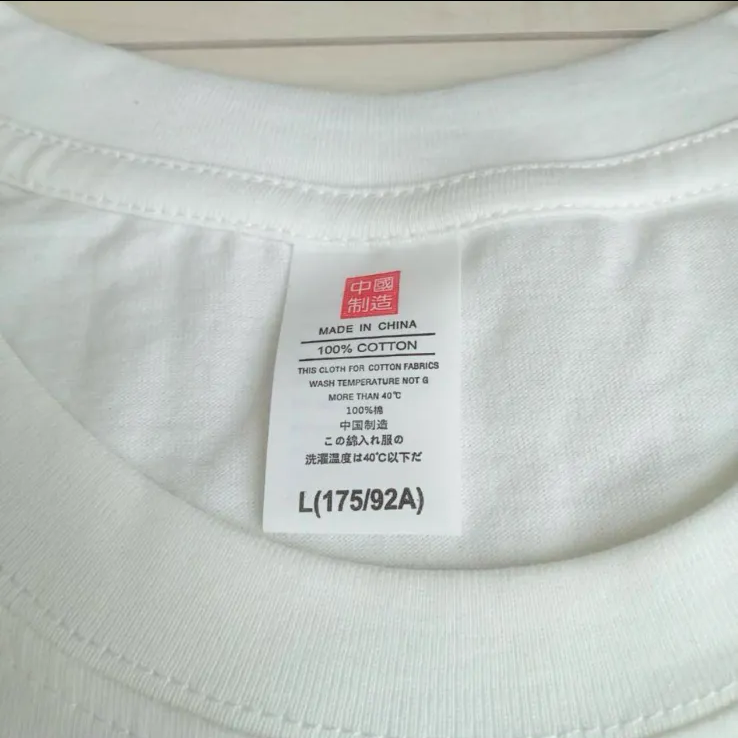 中國
制造
MADE IN CHINA
100% COTTON
THIS CLOTH FOR COTTON FABRICS
WASH TEMPERATURE NOT G
MORE THAN 40℃
100%棉
中国制造
この綿入れ服の
洗濯温度は40℃以下だ
L(175/92A)